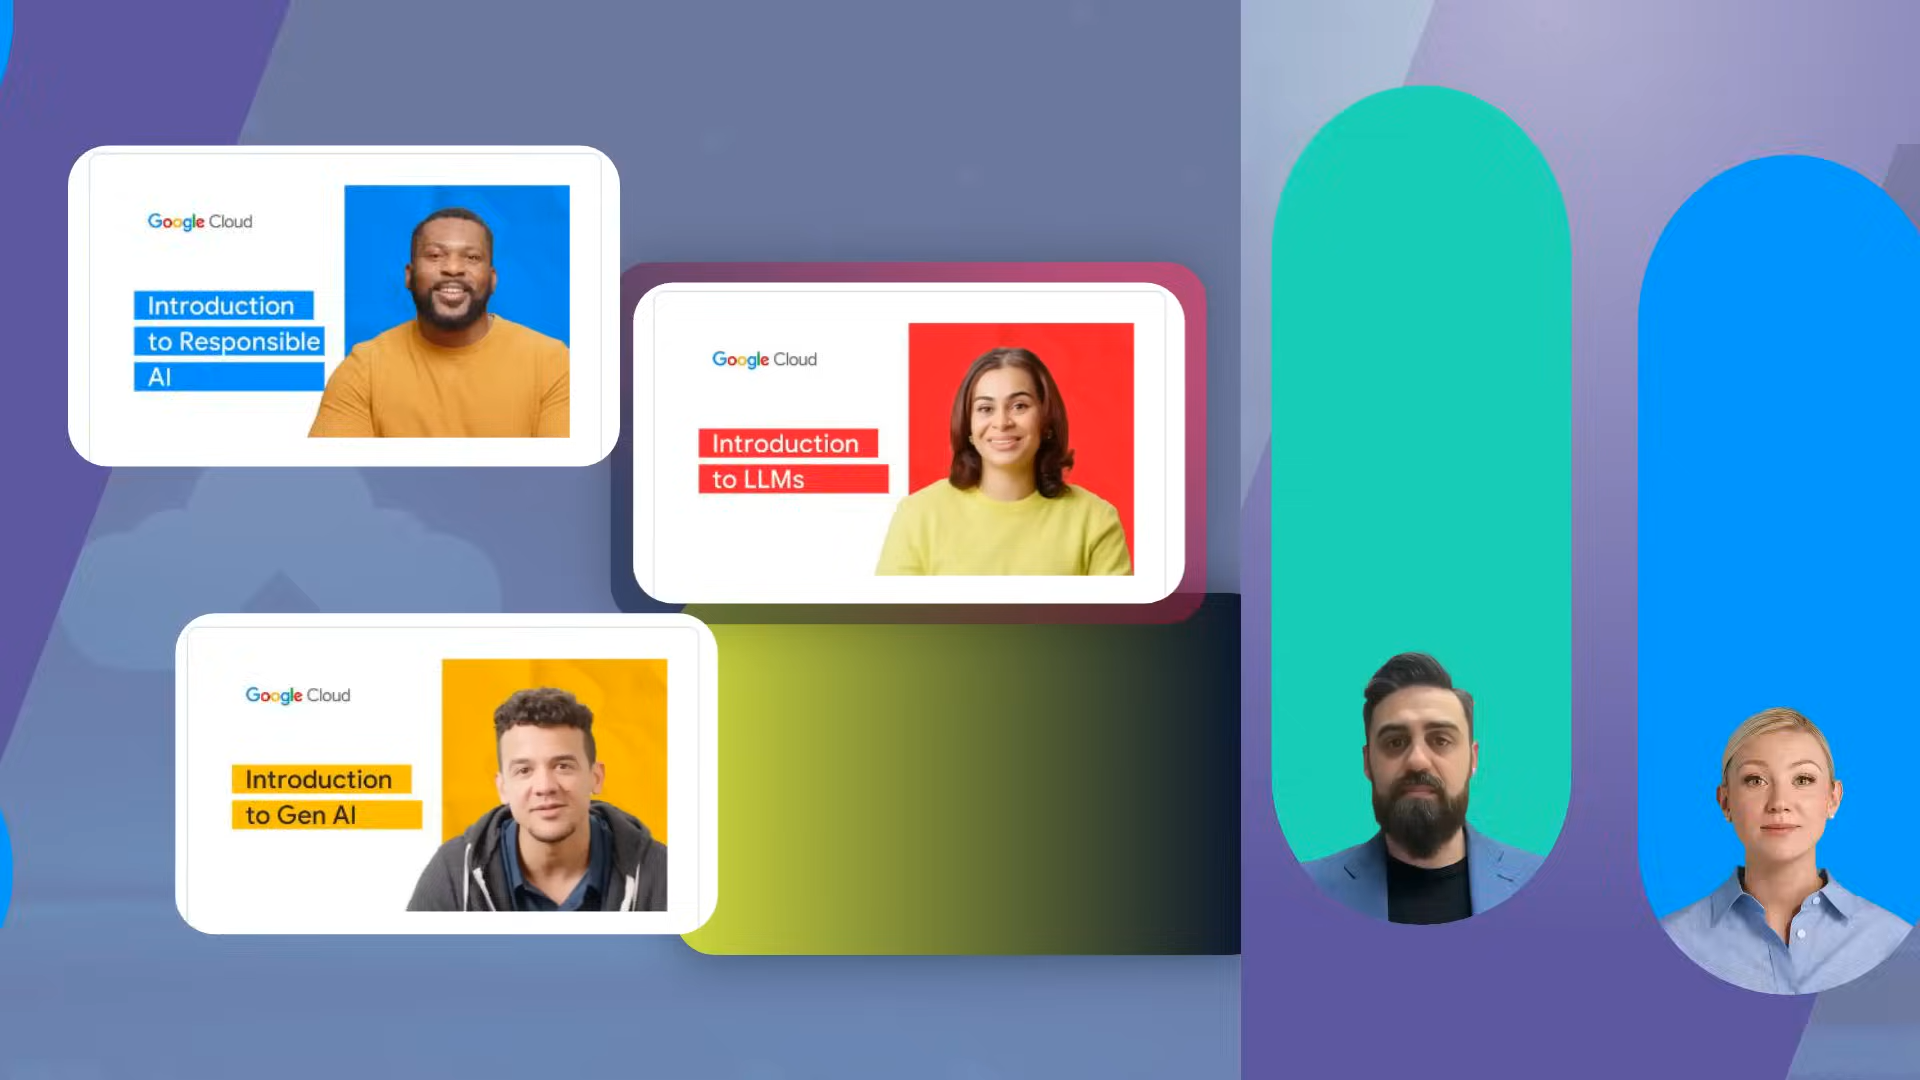 Google Cloud
Introduction
to Responsible
AI
Google Cloud
Introduction
to LLMs
Google Cloud
Introduction
to Gen AI